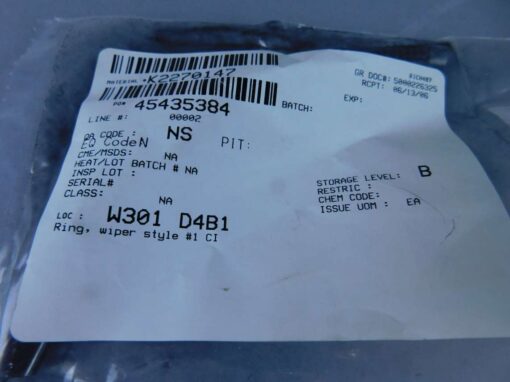 RICHARDP
GR DOC#: 5000226325
RCPT: 06/13/06
MATERIAL *K2270147
PO# 45435384
BATCH:
EXP:
LINE #: 00002
QA CODE : NS
EQ CodeN PIT:
CME/MSDS: NA
HEAT/LOT BATCH # NA
INSP LOT :
SERIAL#
CLASS: NA
STORAGE LEVEL: B
RESTRIC :
CHEM CODE:
ISSUE UOM : EA
LOC : W301 D4B1
Ring, wiper style #1 CI